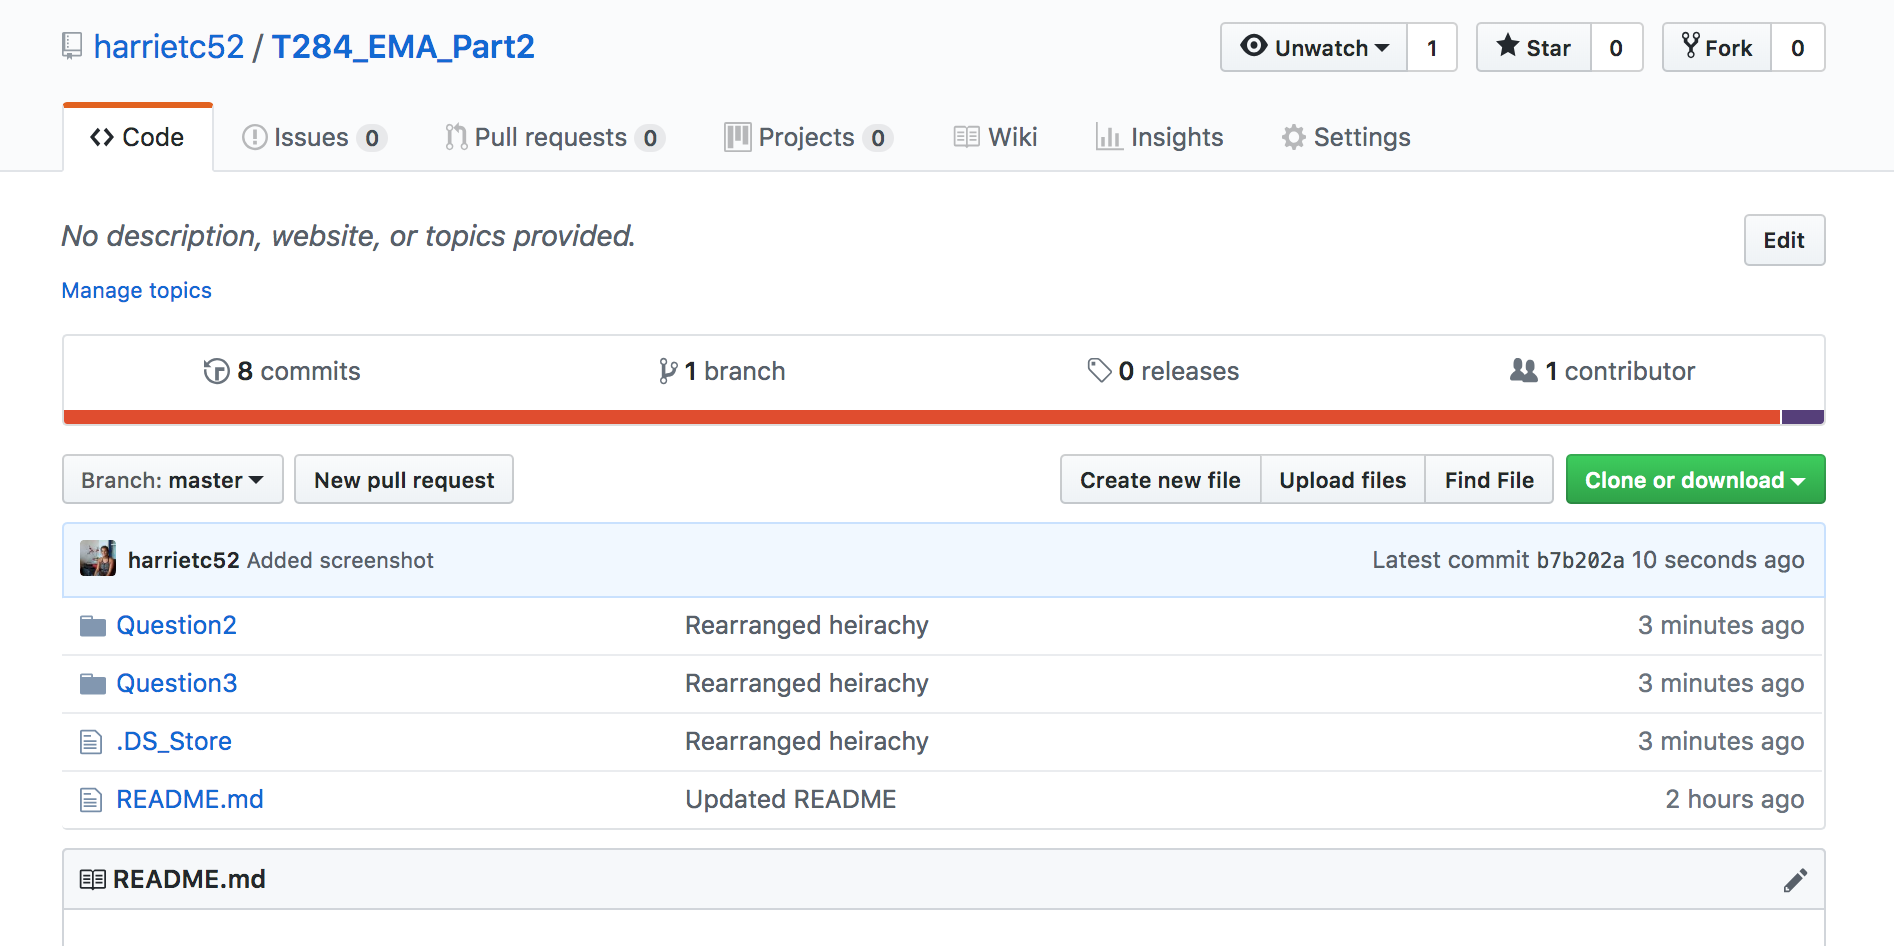 harrietc52 / T284_EMA_Part2
Unwatch 1 Star 0 Fork 0
Code Issues 0 Pull requests 0 Projects 0 Wiki Insights Settings
No description, website, or topics provided.
Edit
Manage topics
8 commits 1 branch 0 releases 1 contributor
Branch: master New pull request Create new file Upload files Find File Clone or download
harrietc52 Added screenshot Latest commit b7b202a 10 seconds ago
Question2 Rearranged heirachy 3 minutes ago
Question3 Rearranged heirachy 3 minutes ago
.DS_Store Rearranged heirachy 3 minutes ago
README.md Updated README 2 hours ago
README.md